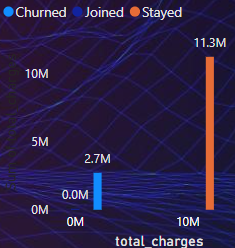 Churned Joined Stayed
11.3M
10M
5M
2.7M
0.0M
0M
0M 10M
total_charges